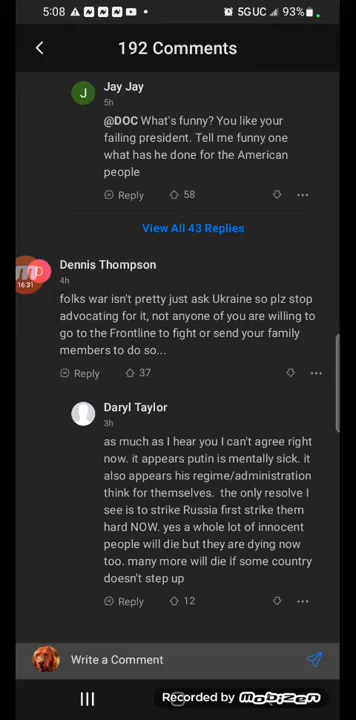 5:08
5GUC
93%
192 Comments
J
Jay Jay
5h
@DOC What's funny? You like your
failing president. Tell me funny one
what has he done for the American
people
Reply
58
View All 43 Replies
D
16:31
Dennis Thompson
4h
folks war isn't pretty just ask Ukraine so plz stop
advocating for it, not anyone of you are willing to
go to the Frontline to fight or send your family
members to do so...
Reply
37
Daryl Taylor
3h
as much as I hear you I can't agree right
now. it appears putin is mentally sick. it
also appears his regime/administration
think for themselves. the only resolve I
see is to strike Russia first strike them
hard NOW. yes a whole lot of innocent
people will die but they are dying now
too. many more will die if some country
doesn't step up
Reply
12
Write a Comment
Recorded by mobizen